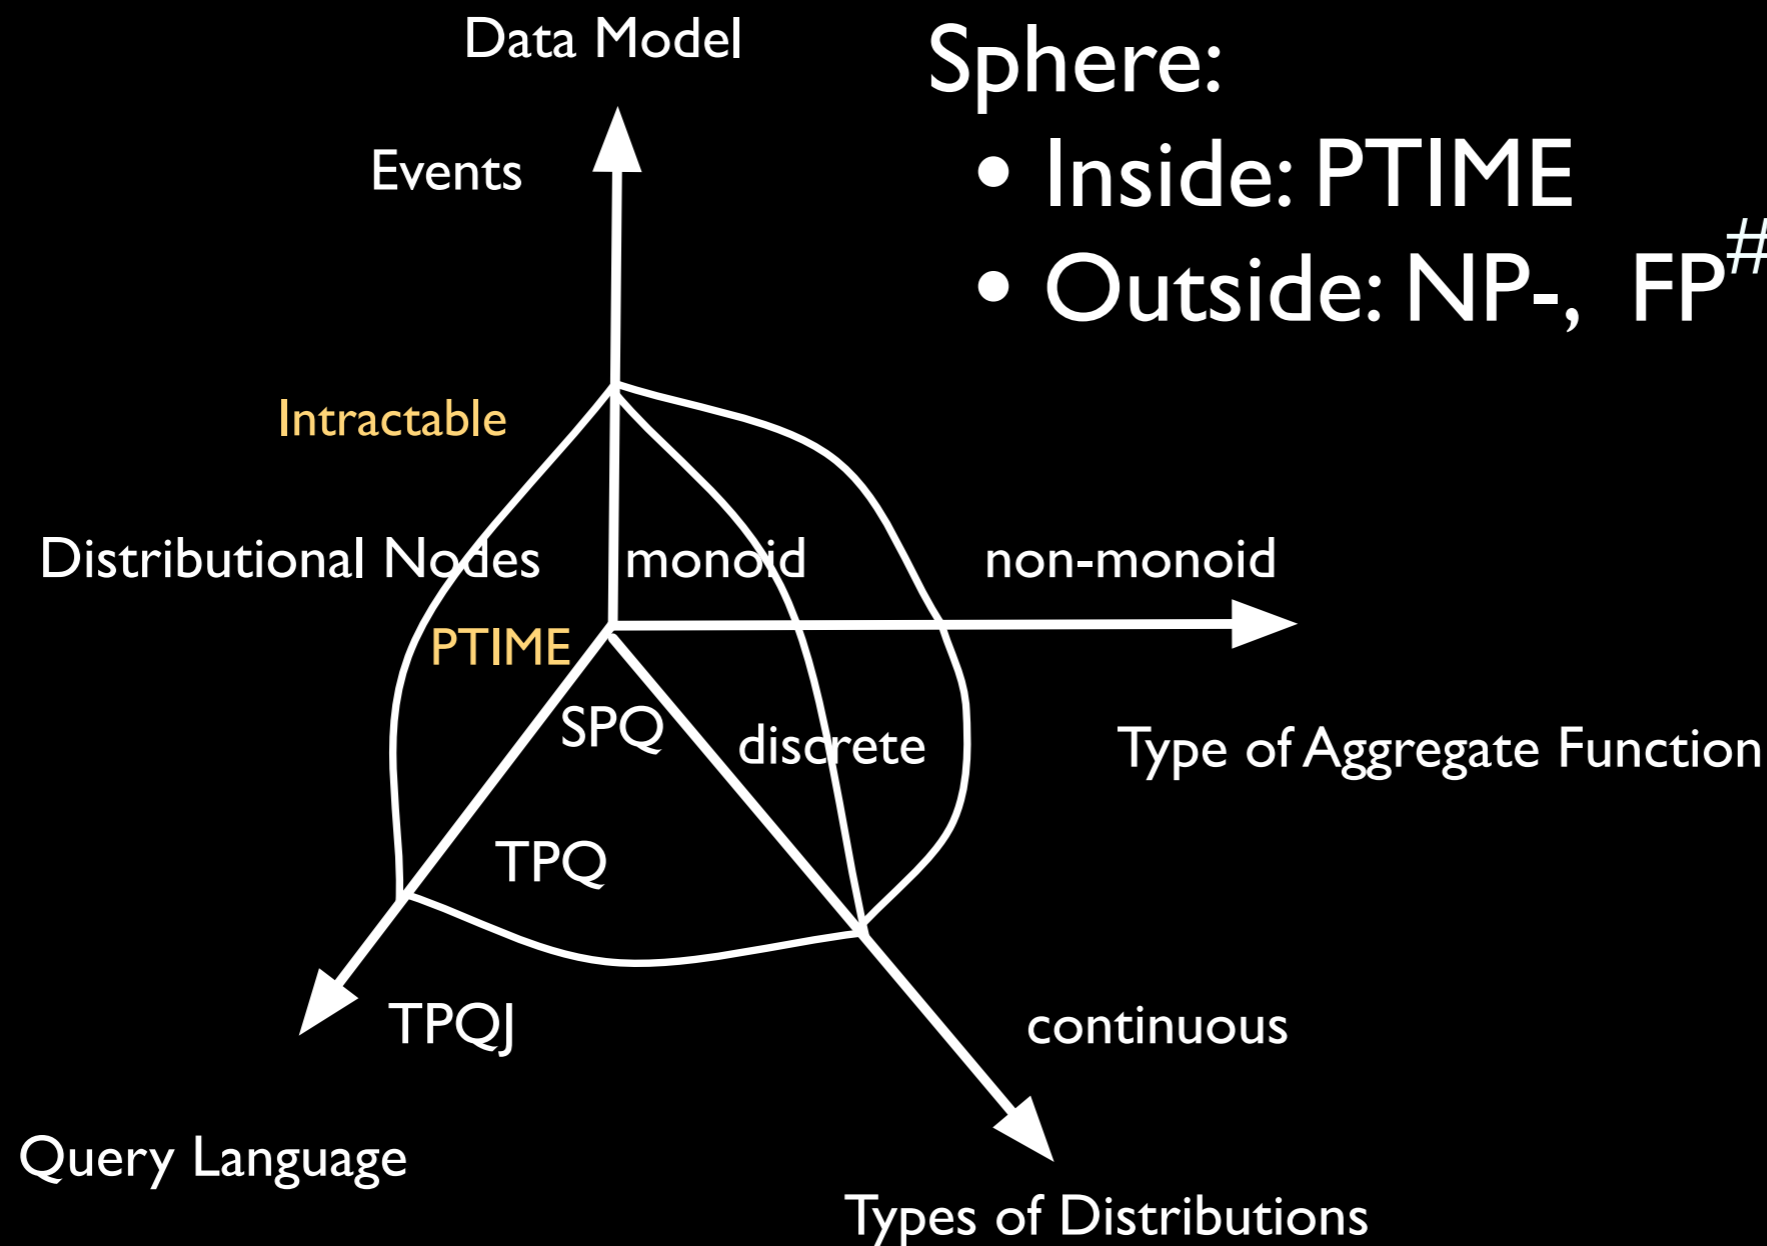 Data Model
Sphere:
Events
• Inside: PTIME
• Outside: NP-, FP#
Intractable
Distributional Nodes
monoid
non-monoid
PTIME
SPQ
discrete
Type of Aggregate Function
TPQ
TPQJ
continuous
Query Language
Types of Distributions